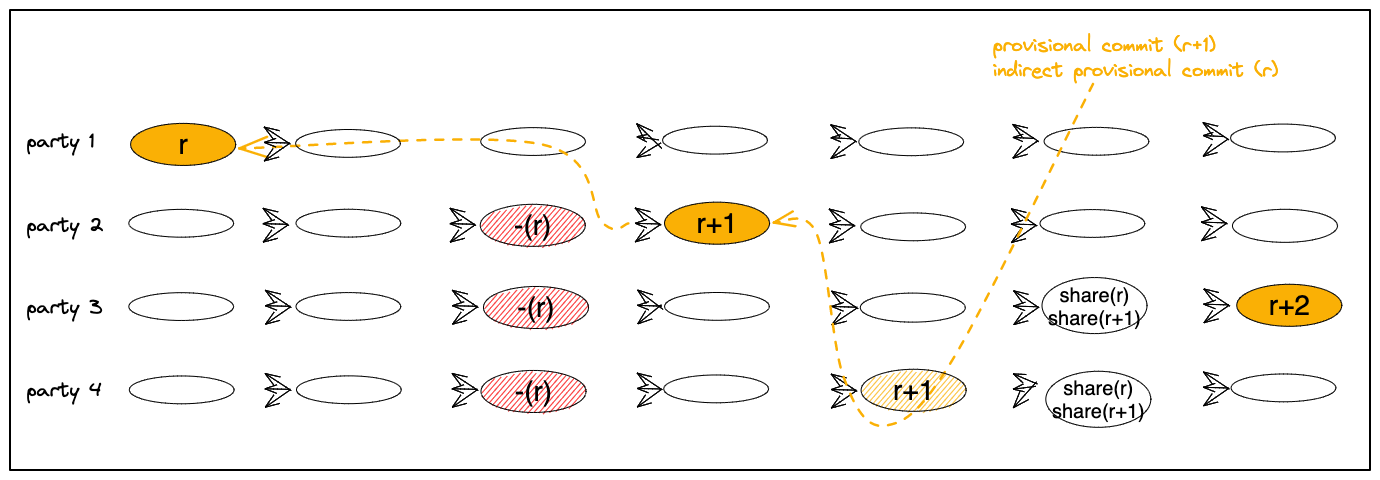 provisional commit (r+1)
indirect provisional commit (r)
party 1
r
party 2
-(r)
r+1
party 3
-(r)
share(r)
share(r+1)
r+2
party 4
-(r)
r+1
share(r)
share(r+1)